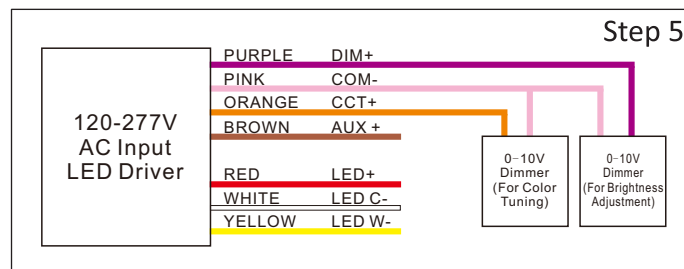 Step 5
PURPLE DIM+
PINK COM-
ORANGE CCT+
BROWN AUX +
120-277V
AC Input
LED Driver
RED LED+
WHITE LED C-
YELLOW LED W-
0-10V
Dimmer
(For Color
Tuning)
0-10V
Dimmer
(For Brightness
Adjustment)